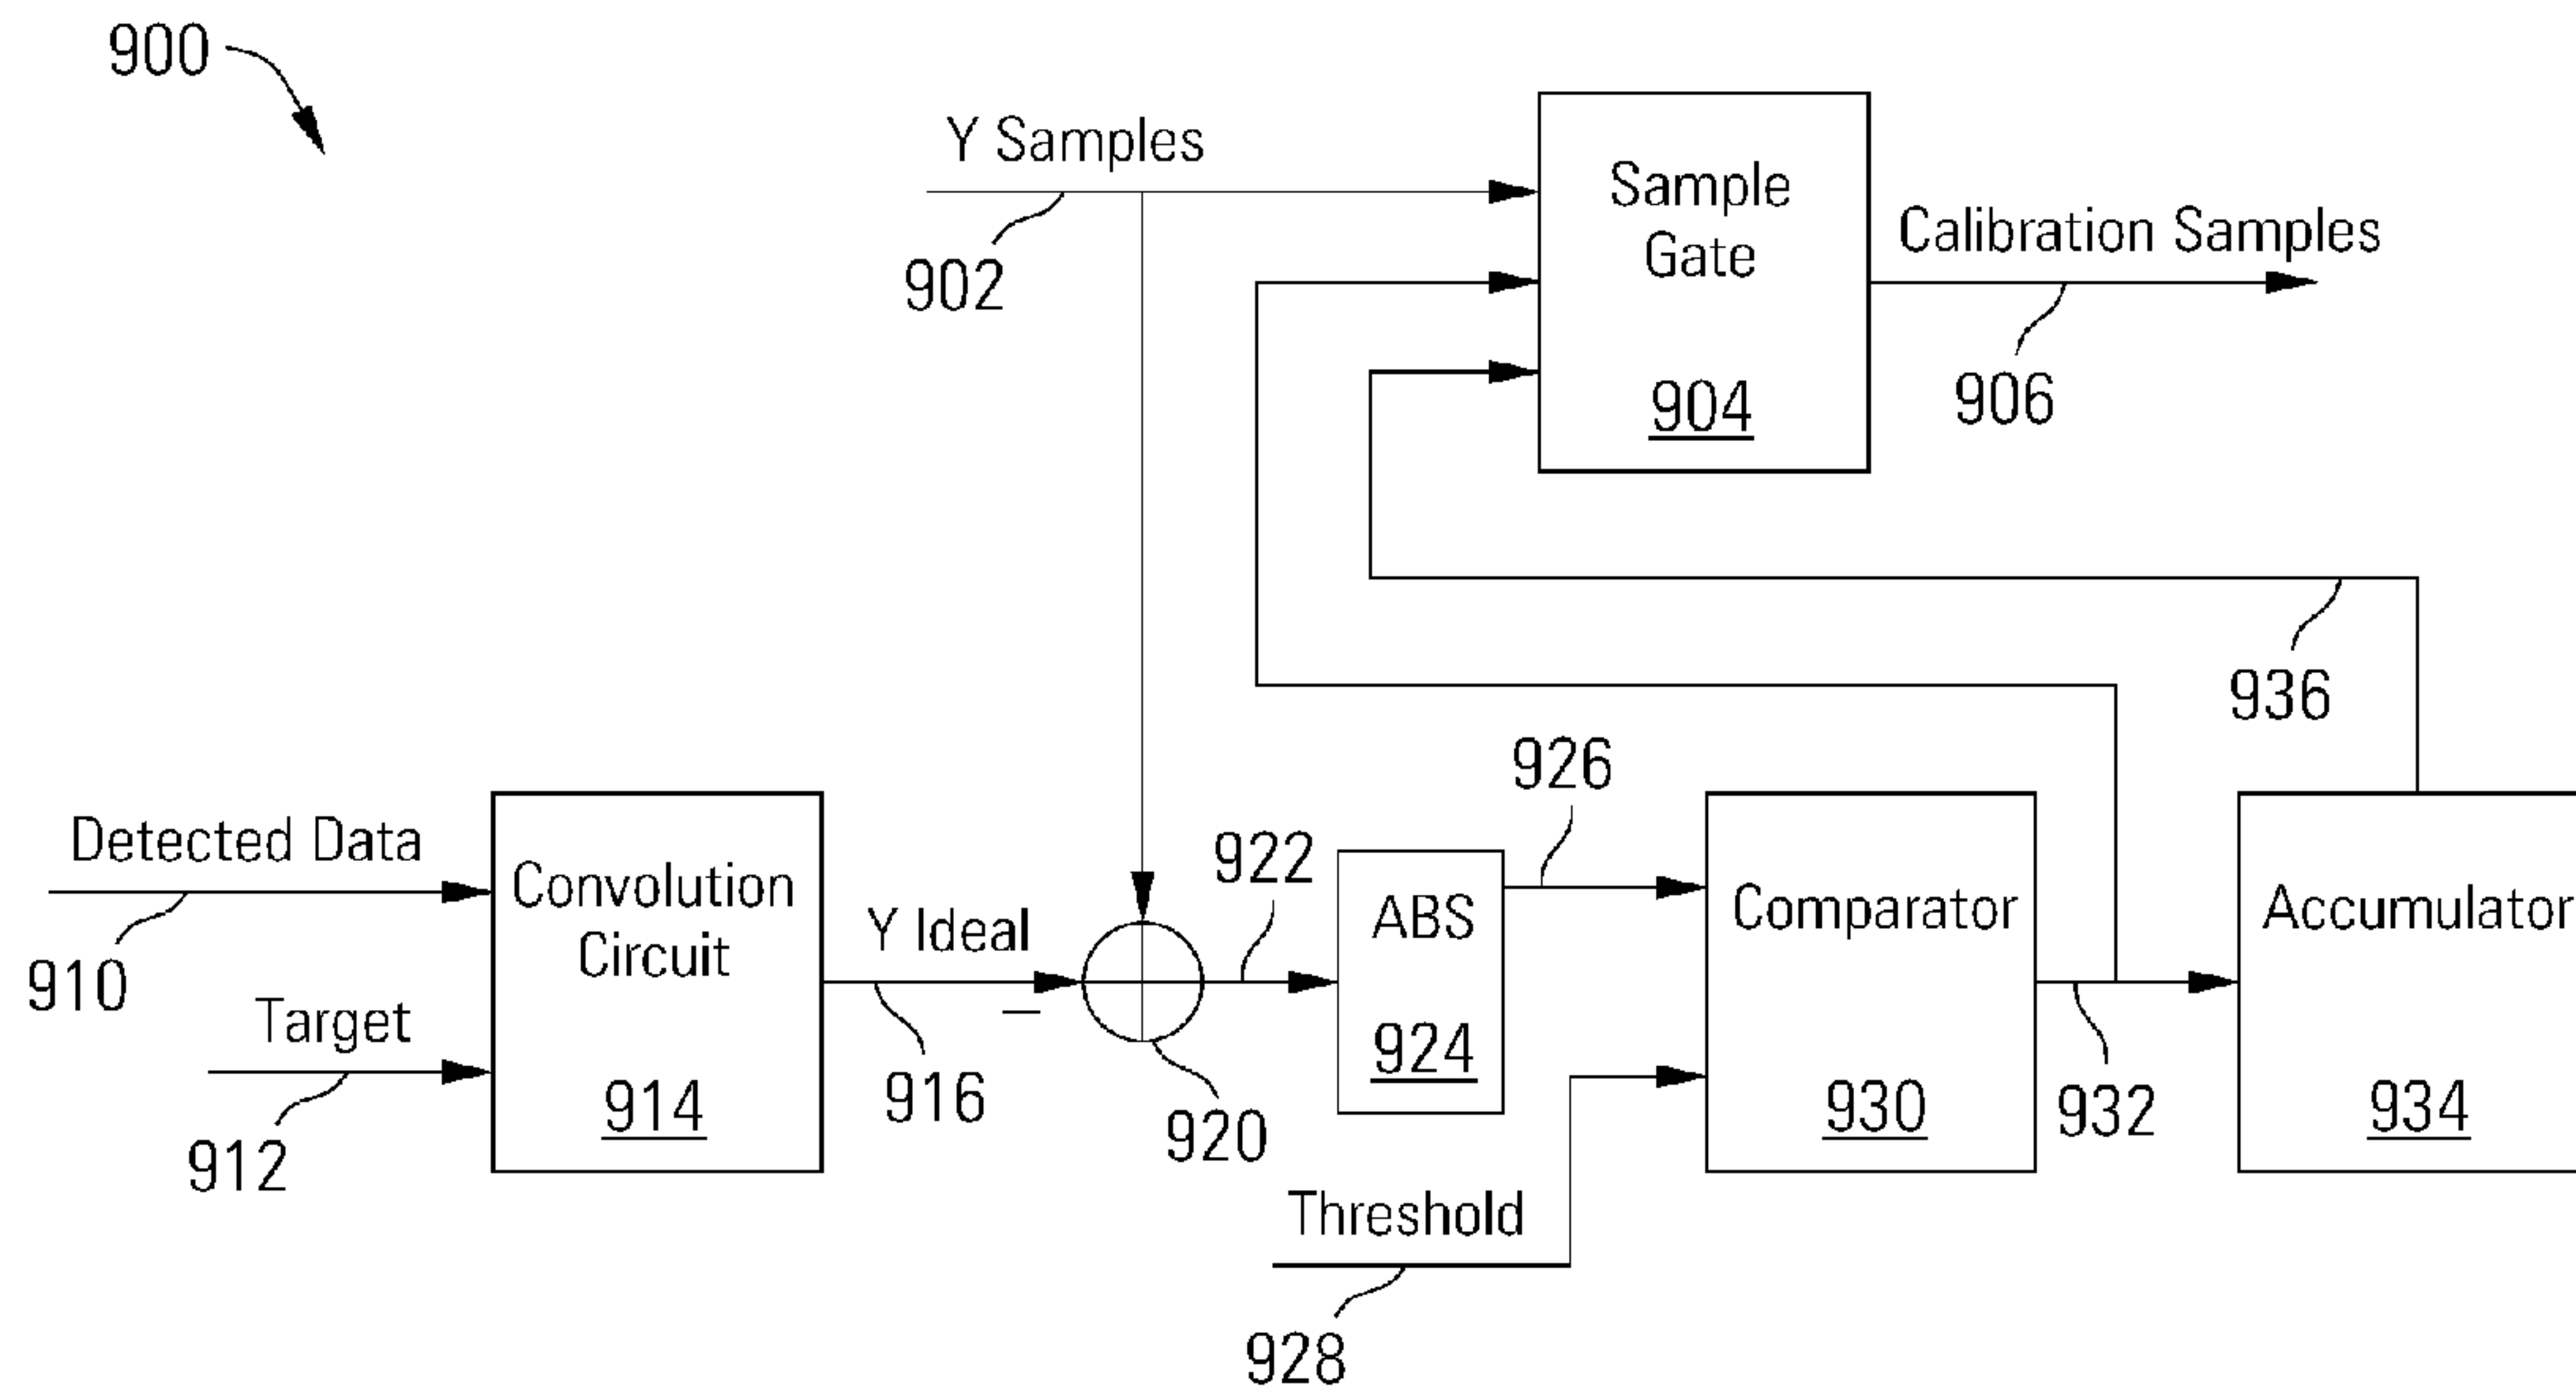 900
Y Samples
902
Sample
Gate
904
Calibration Samples
906
936
Detected Data
910
Target
912
Convolution
Circuit
914
Y Ideal
−
916
920
922
ABS
924
926
Threshold
928
Comparator
930
932
Accumulator
934